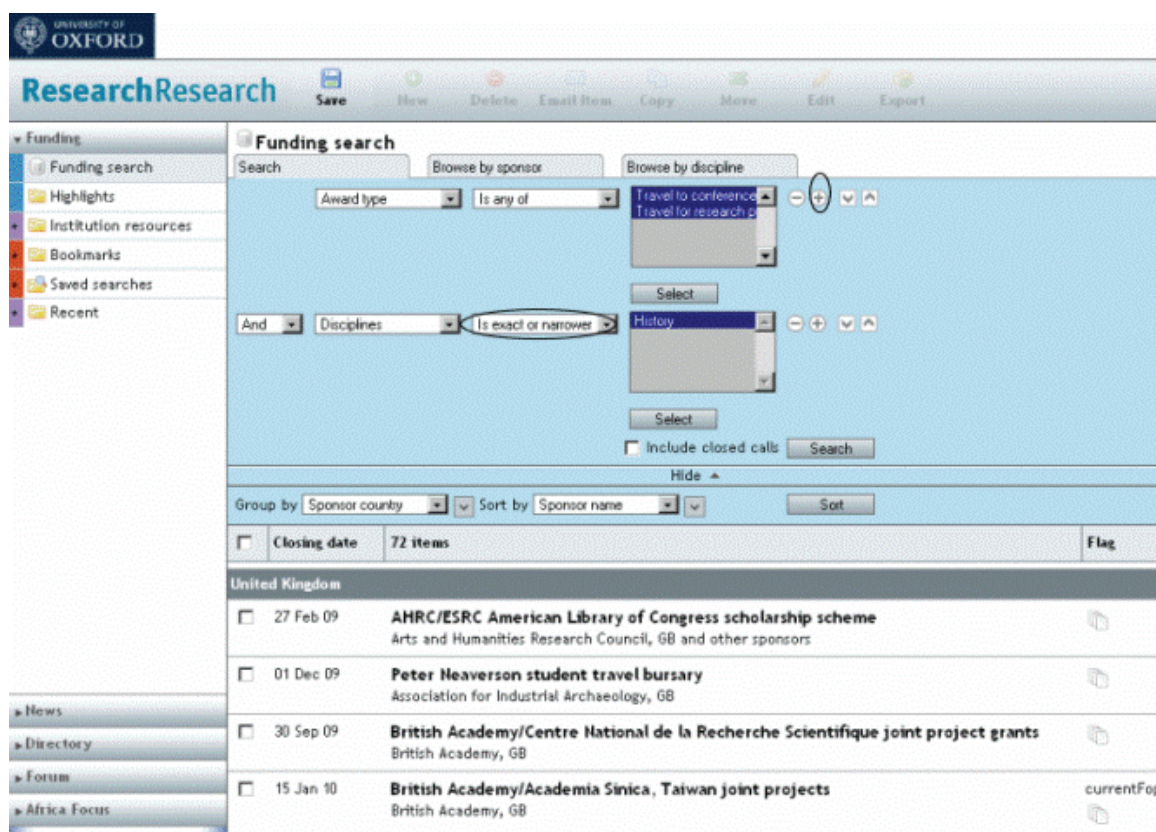 UNIVERSITY OF
OXFORD
ResearchResearch
Save New Delete Email Item Copy Move Edit Export
Funding
Funding search
Highlights
Institution resources
Bookmarks
Saved searches
Recent
Funding search
Search Browse by sponsor Browse by discipline
Award type Is any of Travel to conference
Travel for research p
Select
And Disciplines Is exact or narrower History
Select
Include closed calls Search
Hide
Group by Sponsor country Sort by Sponsor name Sort
Closing date 72 items Flag
United Kingdom
27 Feb 09 AHRC/ESRC American Library of Congress scholarship scheme
Arts and Humanities Research Council, GB and other sponsors
01 Dec 09 Peter Neaverson student travel bursary
Association for Industrial Archaeology, GB
30 Sep 09 British Academy/Centre National de la Recherche Scientifique joint project grants
British Academy, GB
15 Jan 10 British Academy/Academia Sinica, Taiwan joint projects currentFop
British Academy, GB
News
Directory
Forum
Africa Focus